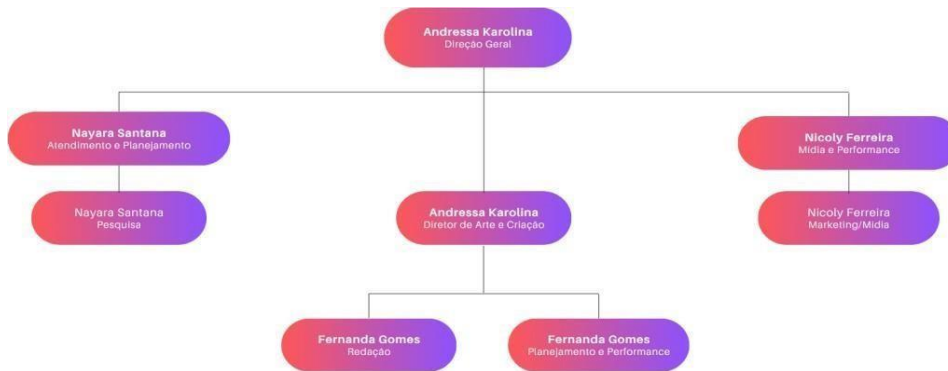 Andressa Karolina
Direção Geral
Nayara Santana
Atendimento e Planejamento
Nicoly Ferreira
Mídia e Performance
Nayara Santana
Pesquisa
Andressa Karolina
Diretor de Arte e Criação
Nicoly Ferreira
Marketing/Mídia
Fernanda Gomes
Redação
Fernanda Gomes
Planejamento e Performance